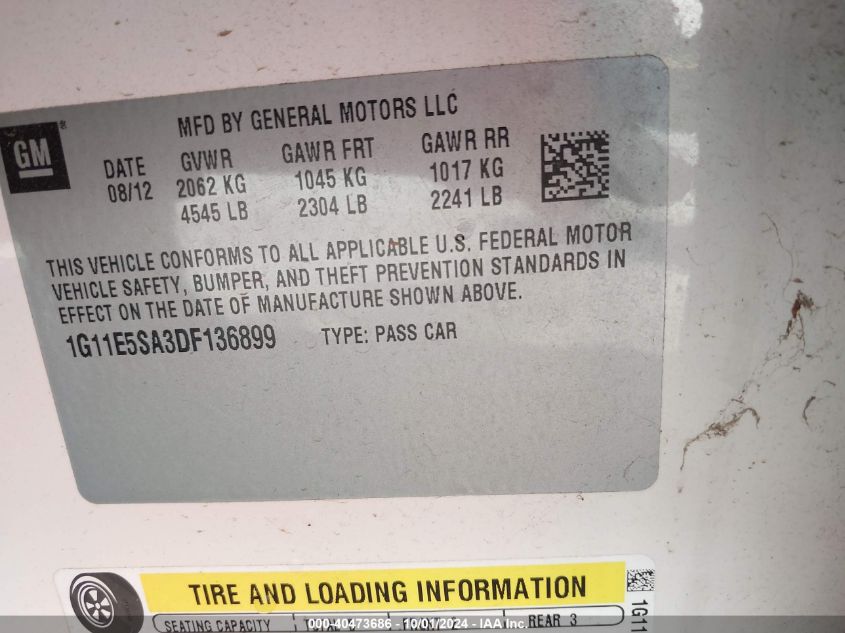 GM
®
MFD BY GENERAL MOTORS LLC
DATE GVWR GAWR FRT GAWR RR
08/12 2062 KG 1045 KG 1017 KG
4545 LB 2304 LB 2241 LB
THIS VEHICLE CONFORMS TO ALL APPLICABLE U.S. FEDERAL MOTOR
VEHICLE SAFETY, BUMPER, AND THEFT PREVENTION STANDARDS IN
EFFECT ON THE DATE OF MANUFACTURE SHOWN ABOVE.
1G11E5SA3DF136899 TYPE: PASS CAR
TIRE AND LOADING INFORMATION
1G11
SEATING CAPACITY REAR 3
000-40473686 - 10/01/2024 - IAA Inc.